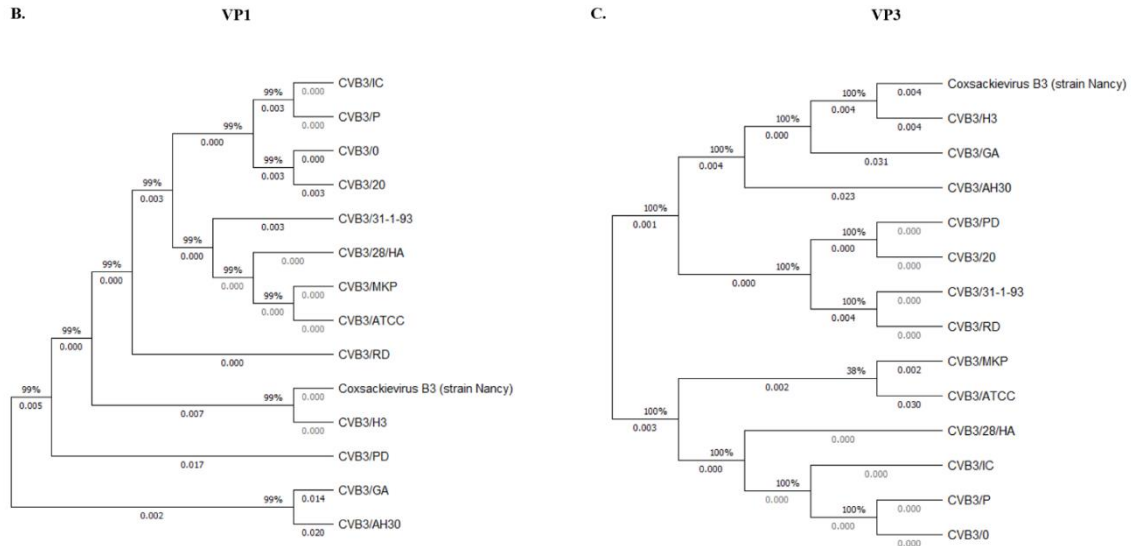 B.
VP1
CVB3/IC
99%
0.000
0.003
99%
CVB3/P
0.000
99%
0.000
CVB3/0
99%
0.000
0.003
CVB3/20
99%
0.003
0.003
CVB3/31-1-93
99%
0.003
0.000
CVB3/28/HA
99%
0.000
0.000
99%
CVB3/MKP
0.000
99%
0.000
0.000
CVB3/ATCC
0.000
99%
0.000
CVB3/RD
0.000
Coxsackievirus B3 (strain Nancy)
99%
0.000
99%
0.005
0.007
CVB3/H3
0.000
CVB3/PD
0.017
CVB3/GA
99%
0.014
0.002
CVB3/AH30
0.020
C.
VP3
Coxsackievirus B3 (strain Nancy)
100%
0.004
0.004
100%
CVB3/H3
0.004
0.000
100%
0.004
CVB3/GA
0.031
CVB3/AH30
0.023
100%
0.001
CVB3/PD
100%
0.000
0.000
CVB3/20
0.000
100%
0.000
CVB3/31-1-93
100%
0.000
0.004
CVB3/RD
0.000
CVB3/MKP
38%
0.002
0.002
CVB3/ATCC
0.030
100%
0.003
CVB3/28/HA
0.000
100%
0.000
CVB3/IC
0.000
100%
0.000
CVB3/P
100%
0.000
0.000
CVB3/0
0.000